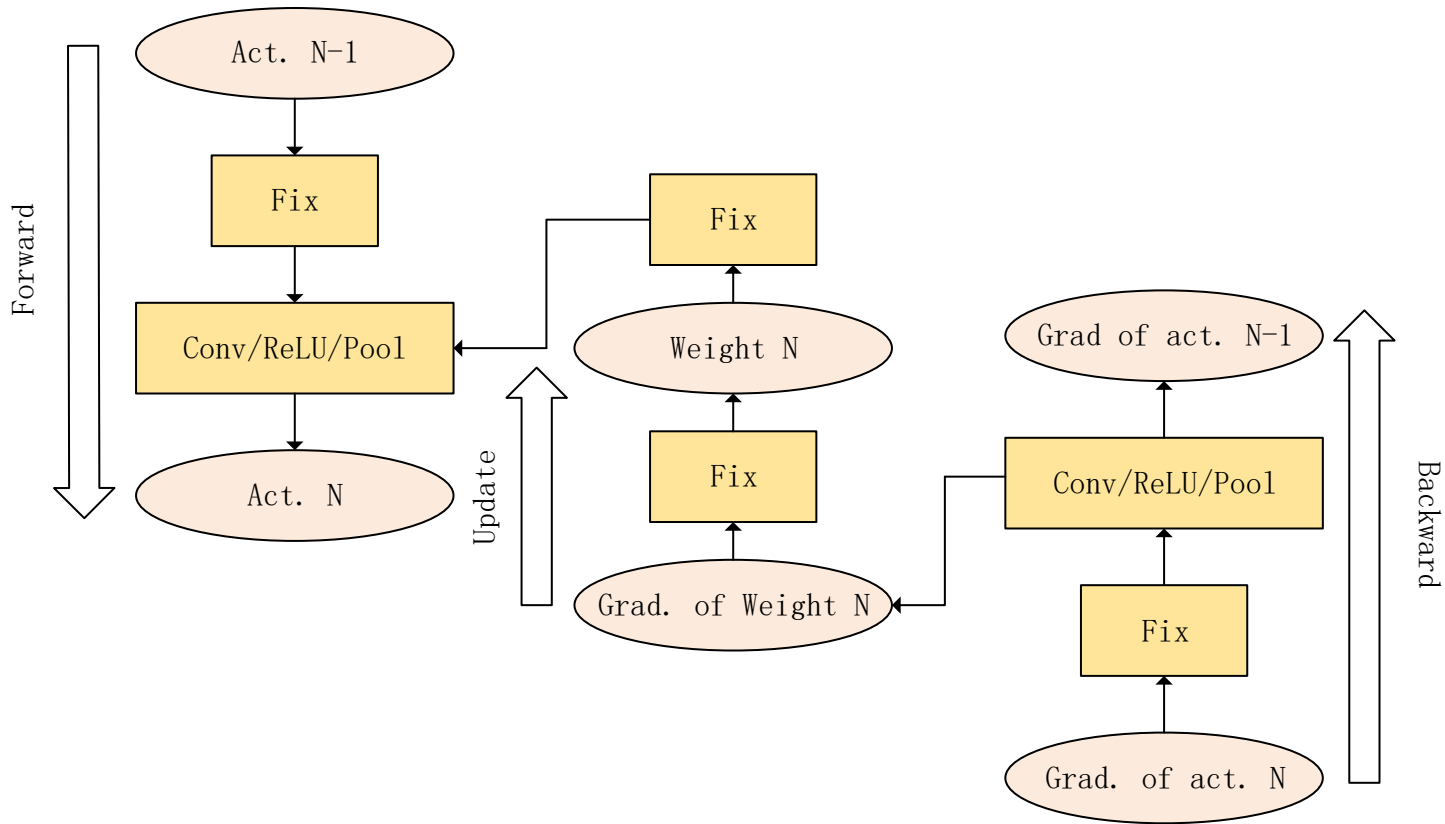 Forward
Act. N-1
Fix
Conv/ReLU/Pool
Act. N
Update
Fix
Weight N
Fix
Grad. of Weight N
Grad of act. N-1
Conv/ReLU/Pool
Fix
Grad. of act. N
Backward